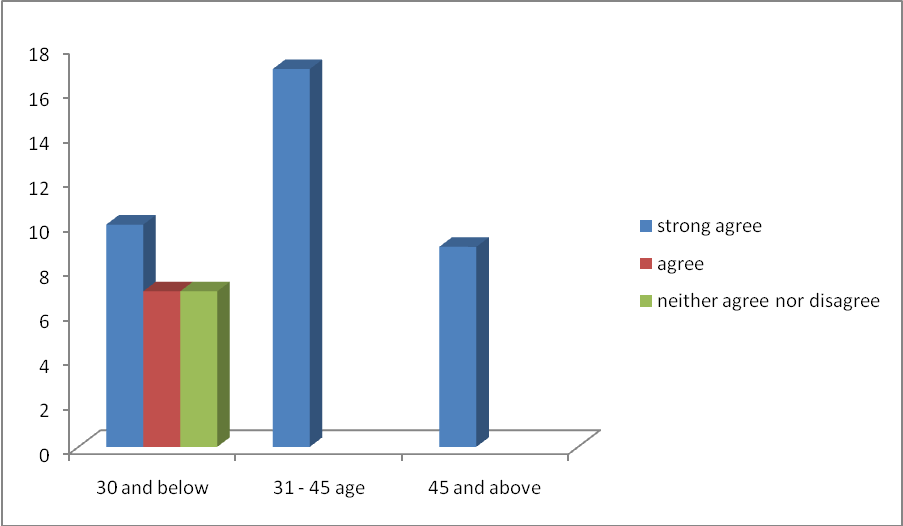 18
16
14
12
10
8
6
4
2
0
30 and below
31 - 45 age
45 and above
strong agree
agree
neither agree nor disagree